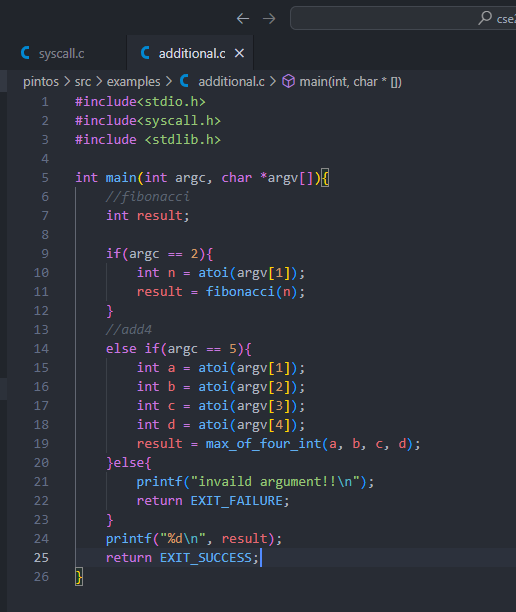 cse2
syscall.c
additional.c
pintos > src > examples > additional.c > main(int, char * [])
1 #include<stdio.h>
2 #include<syscall.h>
3 #include <stdlib.h>
4
5 int main(int argc, char *argv[]){
6 //fibonacci
7 int result;
8
9 if(argc == 2){
10 int n = atoi(argv[1]);
11 result = fibonacci(n);
12 }
13 //add4
14 else if(argc == 5){
15 int a = atoi(argv[1]);
16 int b = atoi(argv[2]);
17 int c = atoi(argv[3]);
18 int d = atoi(argv[4]);
19 result = max_of_four_int(a, b, c, d);
20 }else{
21 printf("invaild argument!!\n");
22 return EXIT_FAILURE;
23 }
24 printf("%d\n", result);
25 return EXIT_SUCCESS;
26 }